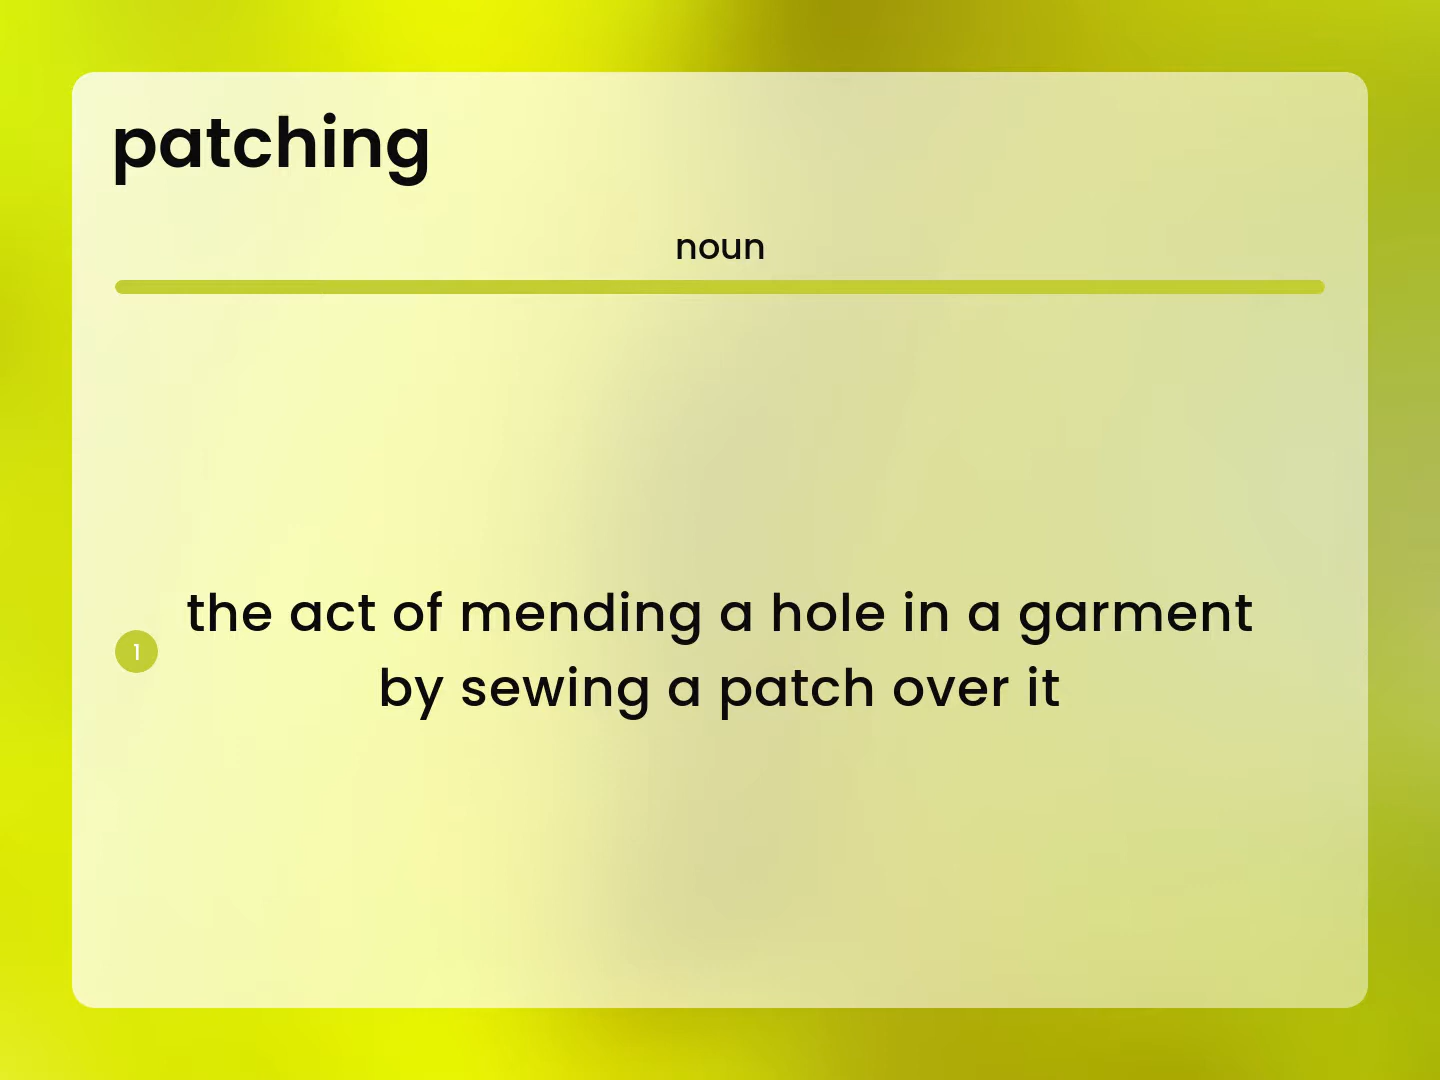 patching
noun
1
the act of mending a hole in a garment
by sewing a patch over it